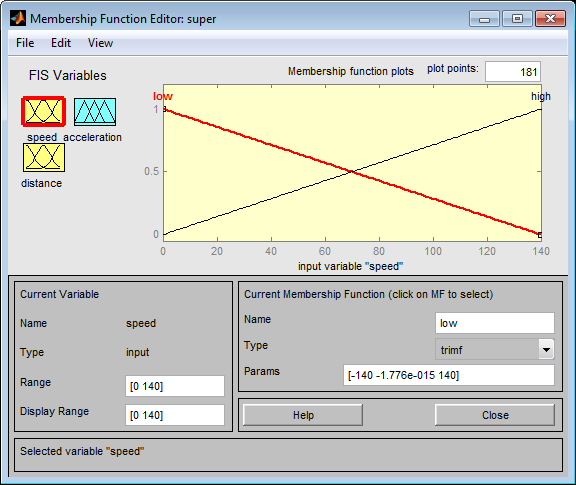 Membership Function Editor: super
File Edit View
FIS Variables
speed acceleration
distance
Membership function plots plot points: 181
low high
1
0.5
0
0 20 40 60 80 100 120 140
input variable "speed"
Current Variable
Name speed
Type input
Range [0 140]
Display Range [0 140]
Current Membership Function (click on MF to select)
Name low
Type trimf
Params [-140 -1.776e-015 140]
Help Close
Selected variable "speed"